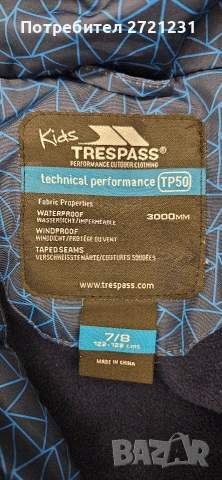 Потребител 2721231
Kids
TRESPASS®
PERFORMANCE OUTDOOR CLOTHING
technical performance TP50
Fabric Properties
WATERPROOF 3000MM
WASSERDICHT/IMPERMÉABLE
WINDPROOF
WINDDICHT/PROTÈGE DU VENT
TAPED SEAMS
VERSCHWEISSTE NÄHTE/COUTURES SOUDÉES
www.trespass.com
7/8
122-128 CMS
MADE IN CHINA
BAZAR